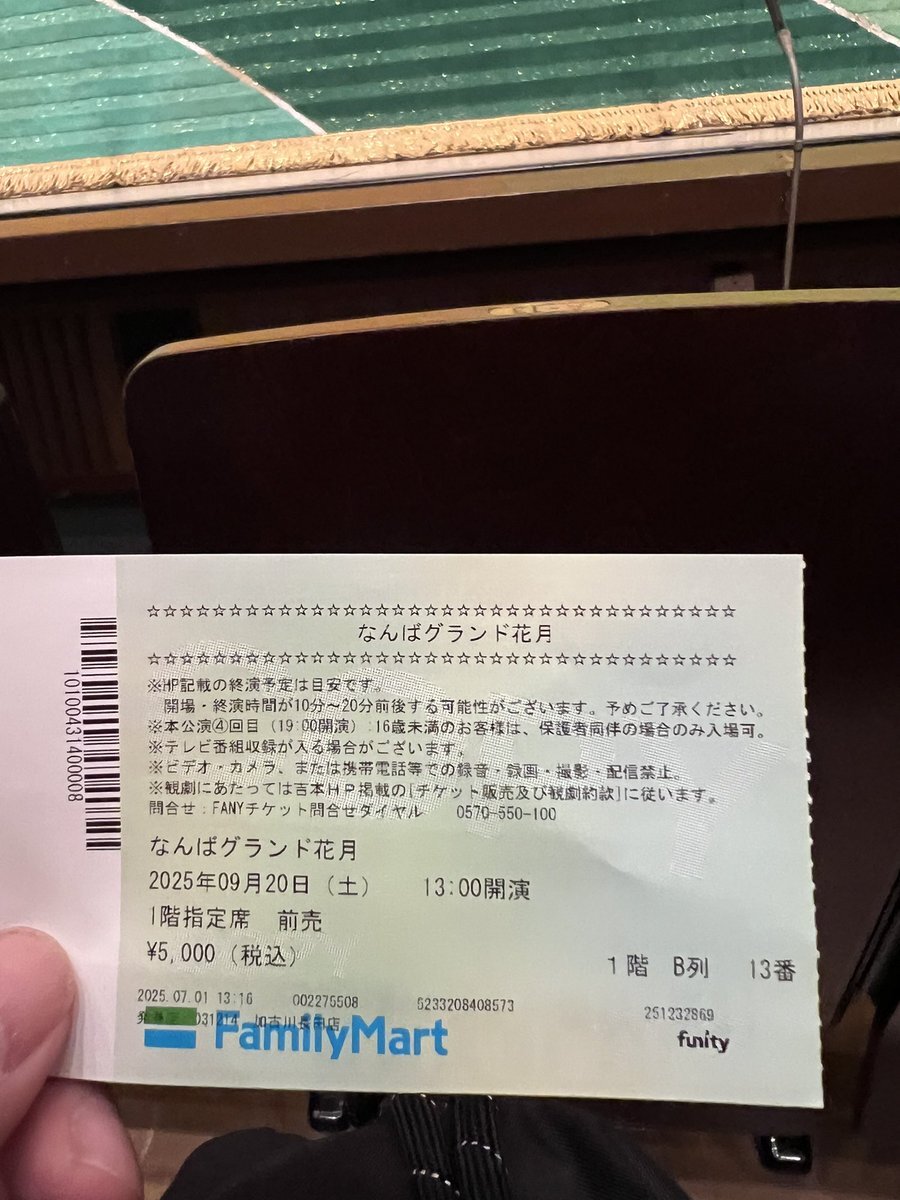 ☆☆☆☆☆☆☆☆☆☆☆☆☆☆☆☆☆☆☆☆☆☆☆☆☆☆☆☆☆☆☆☆☆☆☆☆☆
なんばグランド花月
☆☆☆☆☆☆☆☆☆☆☆☆☆☆☆☆☆☆☆☆☆☆☆☆☆☆☆☆☆☆☆☆☆☆☆☆☆
※HP記載の終演予定は目安です。
開場・終演時間が10分～20分前後する可能性がございます。予めご了承ください。
※本公演④回目（19:00開演）:16歳未満のお客様は、保護者同伴の場合のみ入場可。
※テレビ番組収録が入る場合がございます。
※ビデオ・カメラ、または携帯電話等での録音・録画・撮影・配信禁止。
※観劇にあたっては吉本ＨＰ掲載の[チケット販売及び観劇約款]に従います。
問合せ：FANYチケット問合せダイヤル 0570-550-100
なんばグランド花月
2025年09月20日（土） 13:00開演
1階指定席 前売
¥5,000（税込）
1階 B列 13番
2025.07.01 13:16 002275508 6233208408573 251232869
加古川長田店
FamilyMart
funity
1010043140008